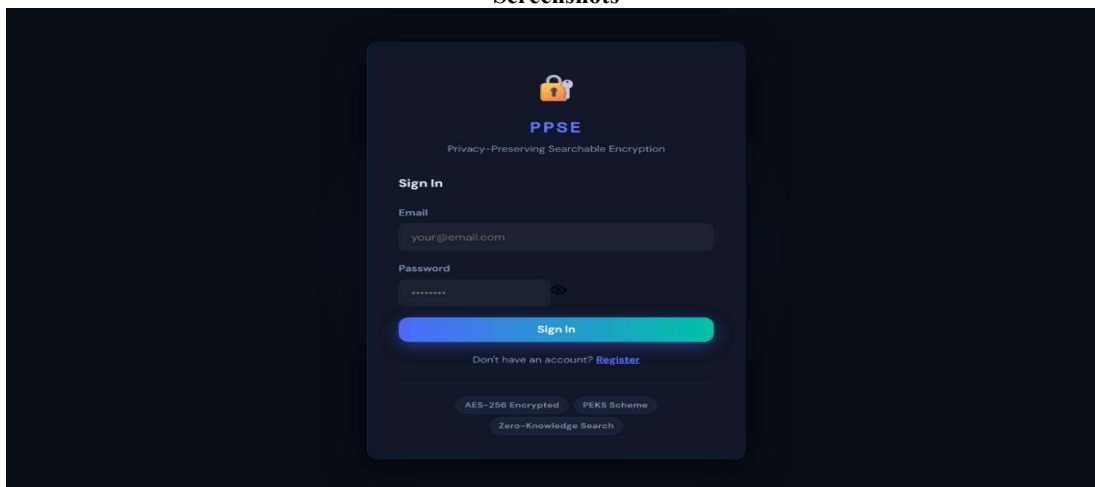 Screenshots
PPSE
Privacy-Preserving Searchable Encryption
Sign In
Email
your@email.com
Password
••••••••
Sign In
Don't have an account? Register
AES-256 Encrypted PEKS Scheme
Zero-Knowledge Search